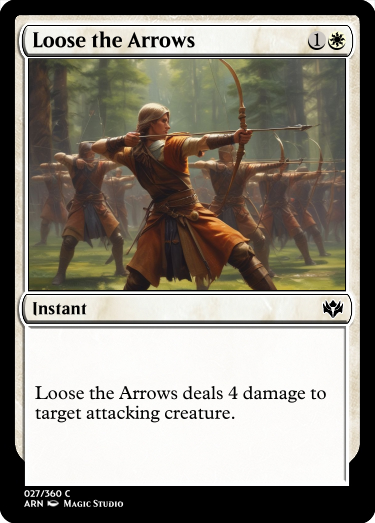 Loose the Arrows 1
Instant
Loose the Arrows deals 4 damage to
target attacking creature.
027/360 C
ARN Magic Studio